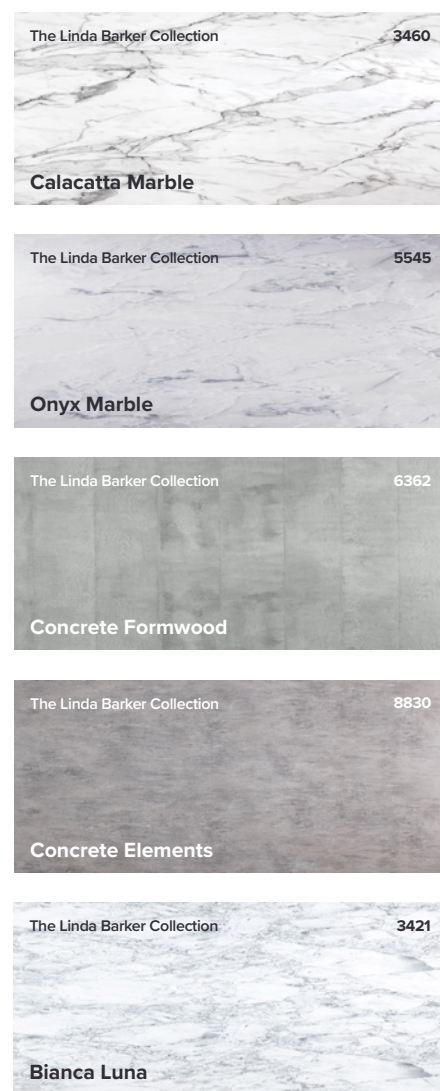 The Linda Barker Collection 3460
Calacatta Marble
The Linda Barker Collection 5545
Onyx Marble
The Linda Barker Collection 6362
Concrete Formwood
The Linda Barker Collection 8830
Concrete Elements
The Linda Barker Collection 3421
Bianca Luna